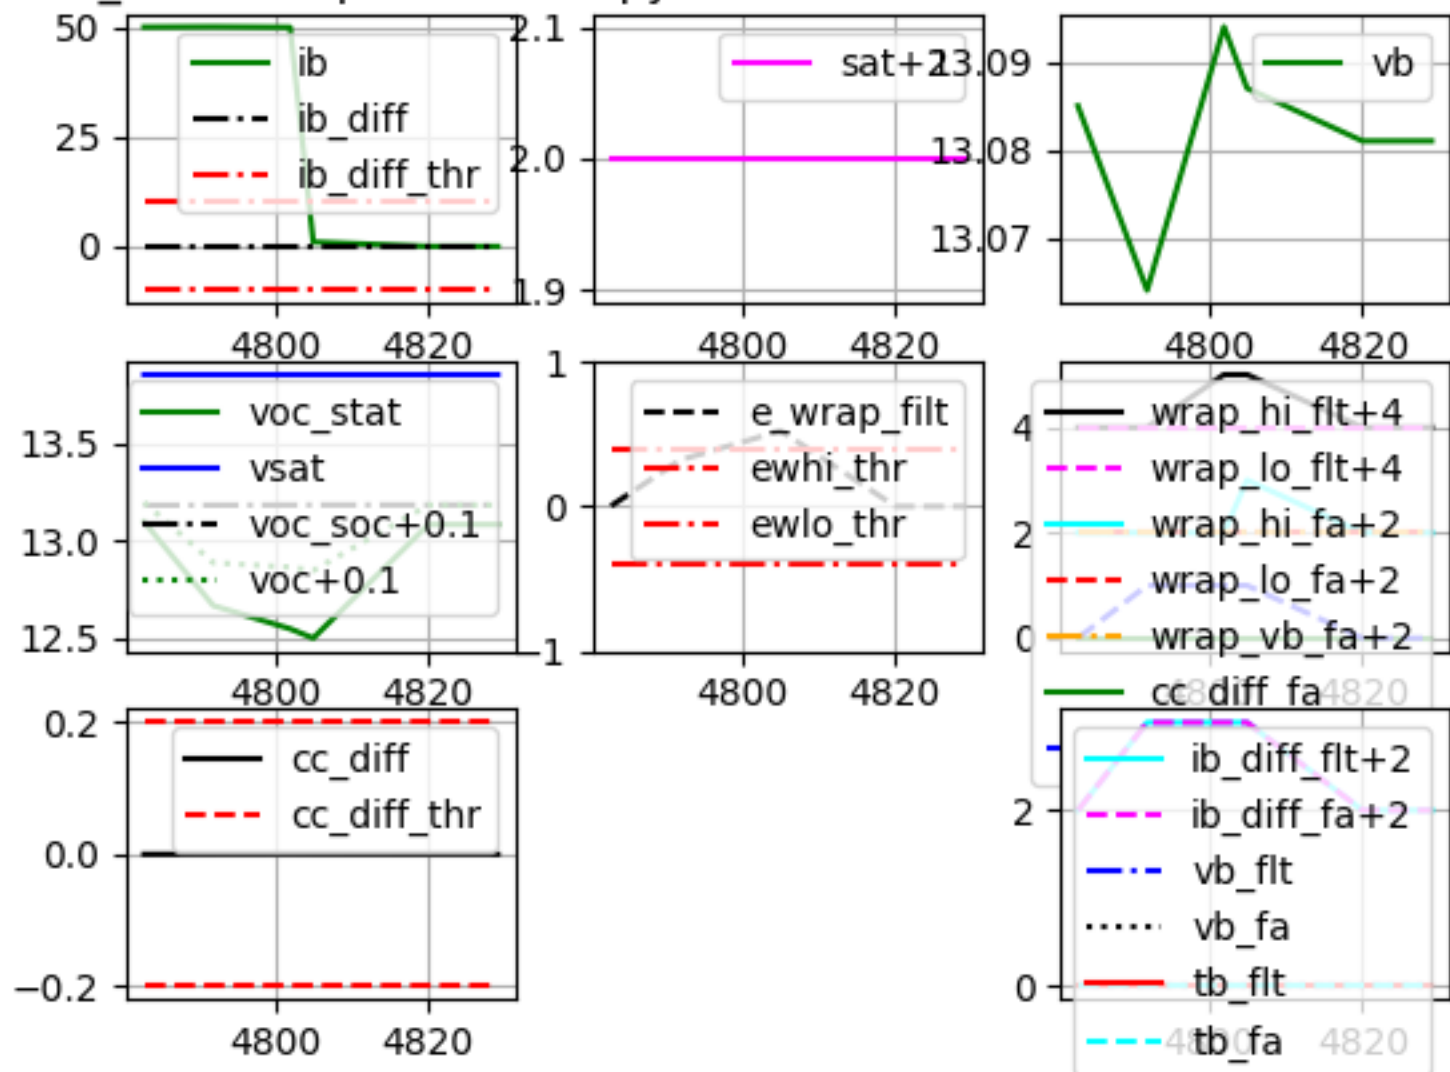 50
25
0
ib
ib_diff
ib_diff_thr
4800 4820
2.1
2.0
1.9
sat+2
4800 4820
13.09
13.08
13.07
vb
4800 4820
13.5
13.0
12.5
voc_stat
vsat
voc_soc+0.1
voc+0.1
4800 4820
1
0
−1
e_wrap_filt
ewhi_thr
ewlo_thr
4800 4820
4
2
0
wrap_hi_flt+4
wrap_lo_flt+4
wrap_hi_fa+2
wrap_lo_fa+2
wrap_vb_fa+2
cc_diff_fa
4820
0.2
0.0
−0.2
cc_diff
cc_diff_thr
4800 4820
2
0
ib_diff_flt+2
ib_diff_fa+2
vb_flt
vb_fa
tb_flt
tb_fa
4800 4820